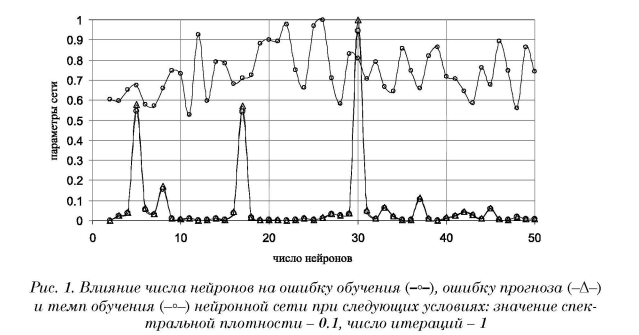 1
0.9
0.8
0.7
0.6
0.5
0.4
0.3
0.2
0.1
0
параметры сети
0 10 20 30 40 50
число нейронов
Рис. 1. Влияние числа нейронов на ошибку обучения (–о–), ошибку прогноза (–Δ–)
и темп обучения (–о–) нейронной сети при следующих условиях: значение спек-
тральной плотности – 0.1, число итераций – 1